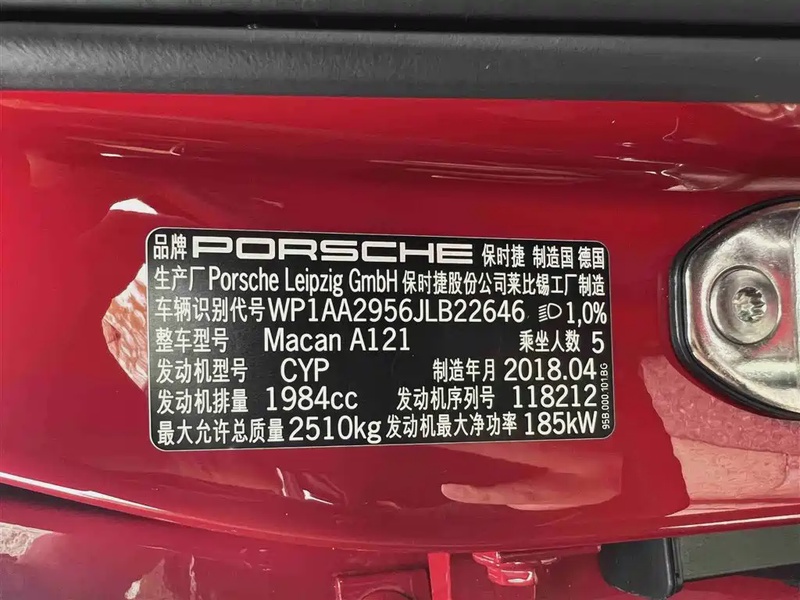 品牌 PORSCHE 保时捷 制造国 德国
生产厂 Porsche Leipzig GmbH 保时捷股份公司莱比锡工厂制造
车辆识别代号 WP1AA2956JLB22646 1,0%
整车型号 Macan A121 乘坐人数 5
发动机型号 CYP 制造年月 2018.04
发动机排量 1984cc 发动机序列号 118212
最大允许总质量 2510kg 发动机最大净功率 185kW
95B.000.101.BG